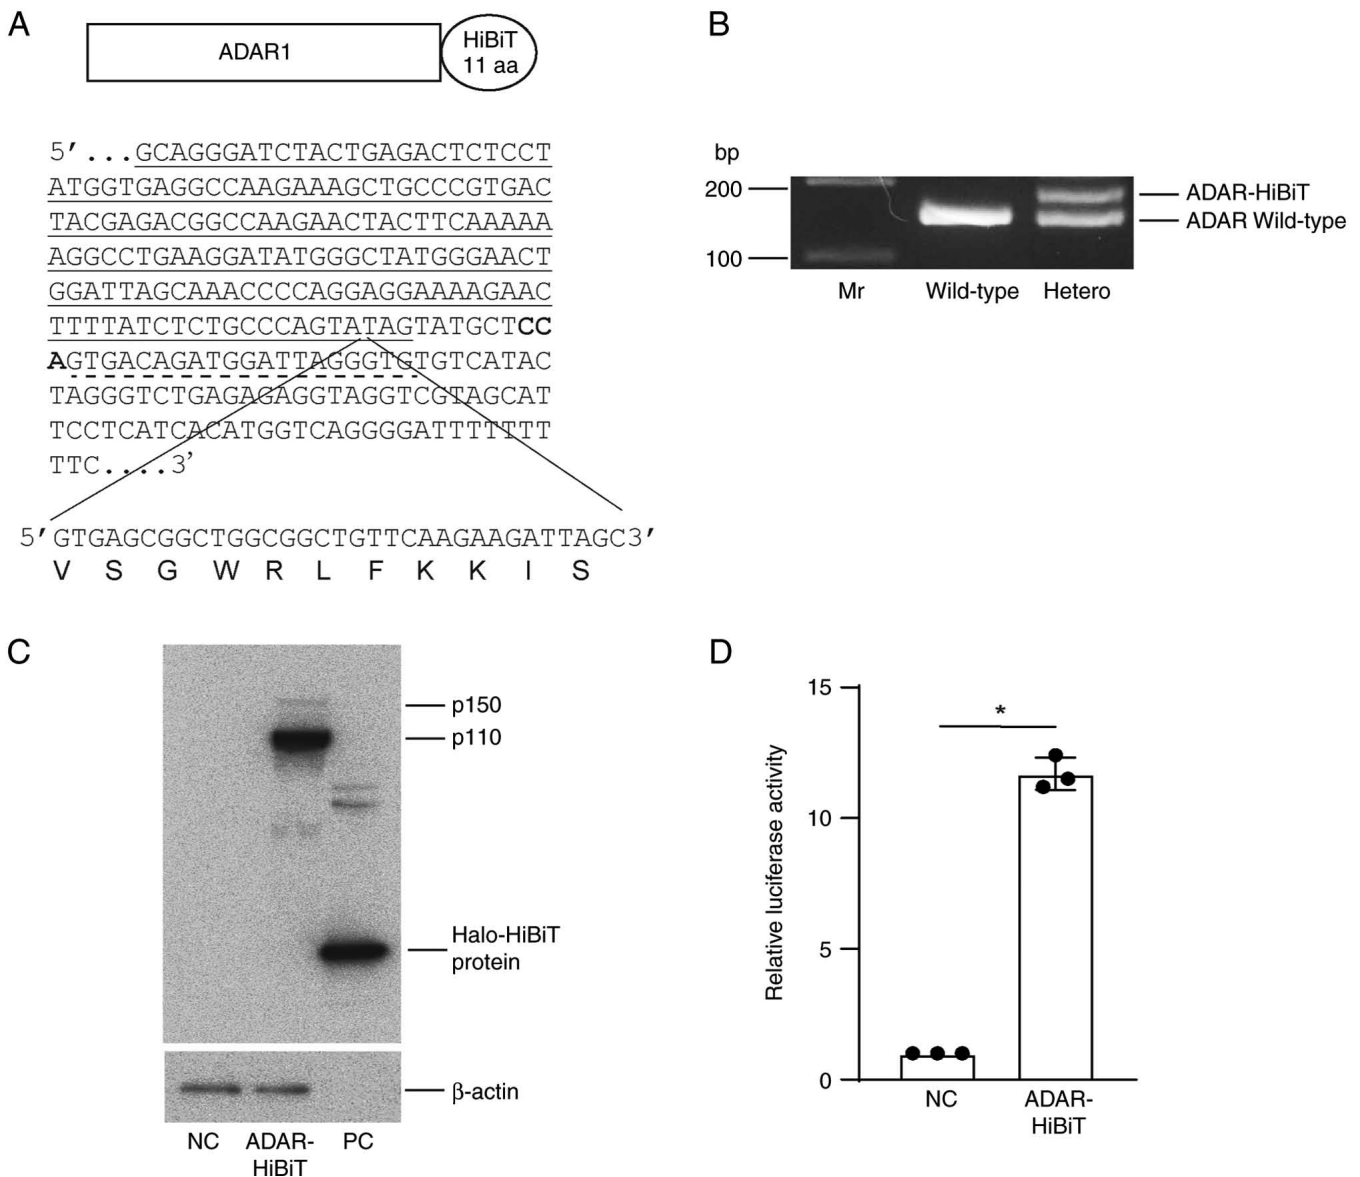 A
ADAR1
HiBiT
11 aa
5′...GCAGGGATCTACTGAGACTCTCCT
ATGGTGAGGCCAAGAAAGCTGCCCGTGAC
TACGAGACGGCCAAGAACTACTTCAAAAA
AGGCCTGAAGGATATGGGCTATGGGAACT
GGATTAGCAAACCCCAGGAGGAAAAGAAC
TTTTATCTCTGCCCAGTATAGTATGCTCC
AGTGACAGATGGATTAGGGTGTGTCATAC
TAGGGTCTGAGAGAGGTAGGTCGTAGCAT
TCCTCATCACATGGTCAGGGGATTTTTTT
TTC....3’
5′GTGAGCGGCTGGCGGCTGTTCAAGAAGATTAGC3′
V S G W R L F K K I S
B
bp
200
100
ADAR-HiBiT
ADAR Wild-type
Mr Wild-type Hetero
C
p150
p110
Halo-HiBiT
protein
β-actin
NC ADAR-
HiBiT PC
D
Relative luciferase activity
15
10
5
0
*
NC ADAR-
HiBiT